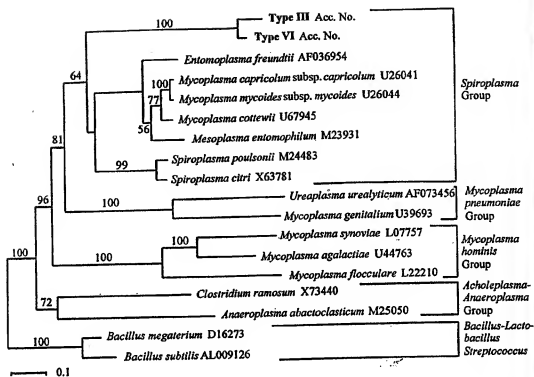 100
Type III Acc. No.
Type VI Acc. No.
64
Entomoplasma freundtii AF036954
100
Mycoplasma capricolum subsp. capricolum U26041
77
Mycoplasma mycoides subsp. mycoides U26044
Mycoplasma cottewii U67945
56
Mesoplasma entomophilum M23931
Spiroplasma
Group
81
99
Spiroplasma poulsonii M24483
Spiroplasma citri X63781
96
100
Ureaplasma urealyticum AF073456
Mycoplasma genitalium U39693
Mycoplasma
pneumoniae
Group
100
100
Mycoplasma synoviae L07757
Mycoplasma agalactiae U44763
Mycoplasma flocculare L22210
Mycoplasma
hominis
Group
100
72
Clostridium ramosum X73440
Anaeroplasma abactoclasticum M25050
Acholeplasma-
Anaeroplasma
Group
100
Bacillus megaterium D16273
Bacillus subtilis AL009126
Bacillus-Lacto-
bacillus
Streptococcus
0.1